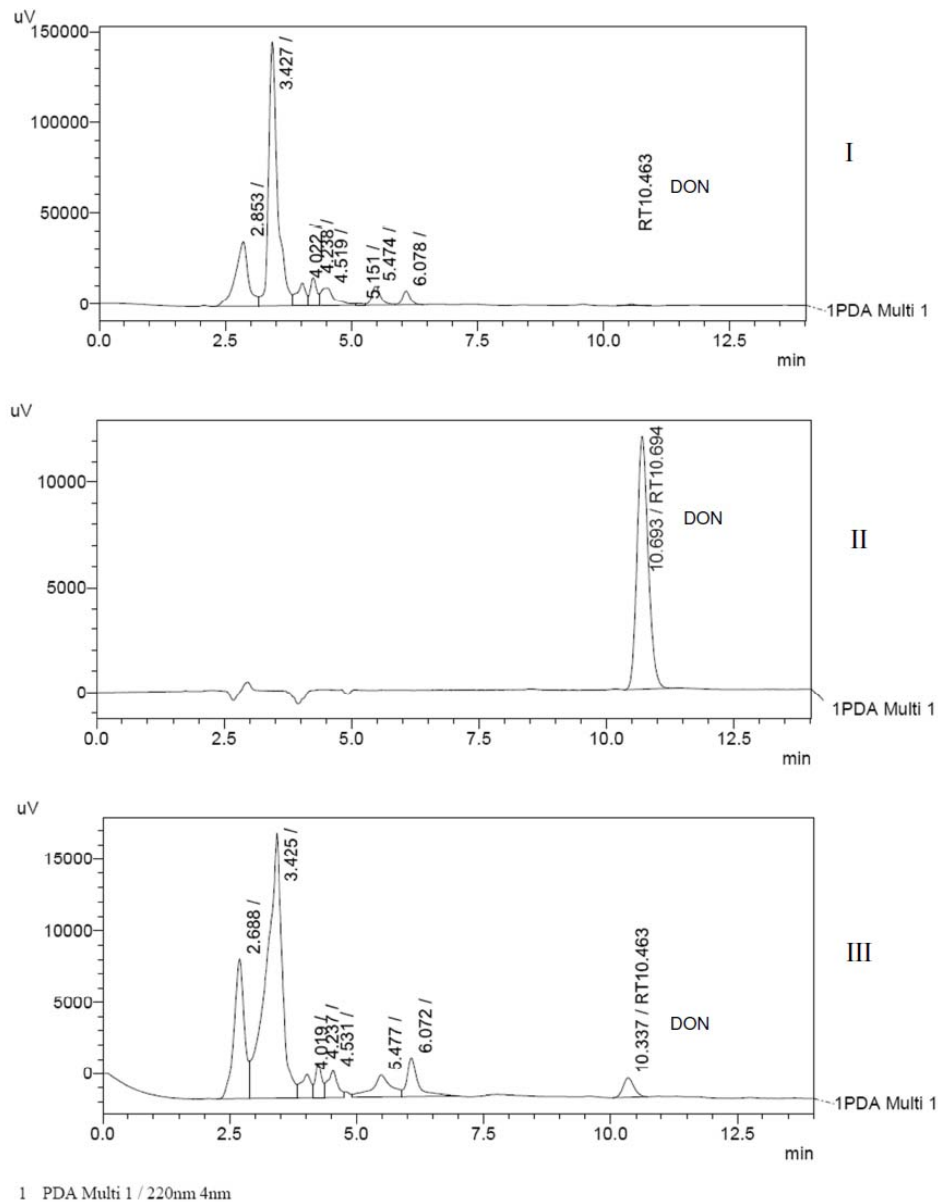 uV
150000
3.427 /
100000
I
RT10.463
DON
2.853 /
50000
4.022 /
4.238 /
4.519 /
5.151 /
5.474 /
6.078 /
0
1PDA Multi 1
0.0 2.5 5.0 7.5 10.0 12.5
min
uV
10.693 / RT10.694
10000
DON
II
5000
0
1PDA Multi 1
0.0 2.5 5.0 7.5 10.0 12.5
min
uV
15000
3.425 /
2.688 /
10000
III
5000
4.019 /
4.237 /
4.531 /
5.477 /
6.072 /
10.337 / RT10.463
DON
0
1PDA Multi 1
0.0 2.5 5.0 7.5 10.0 12.5
min
1 PDA Multi 1 / 220nm 4nm